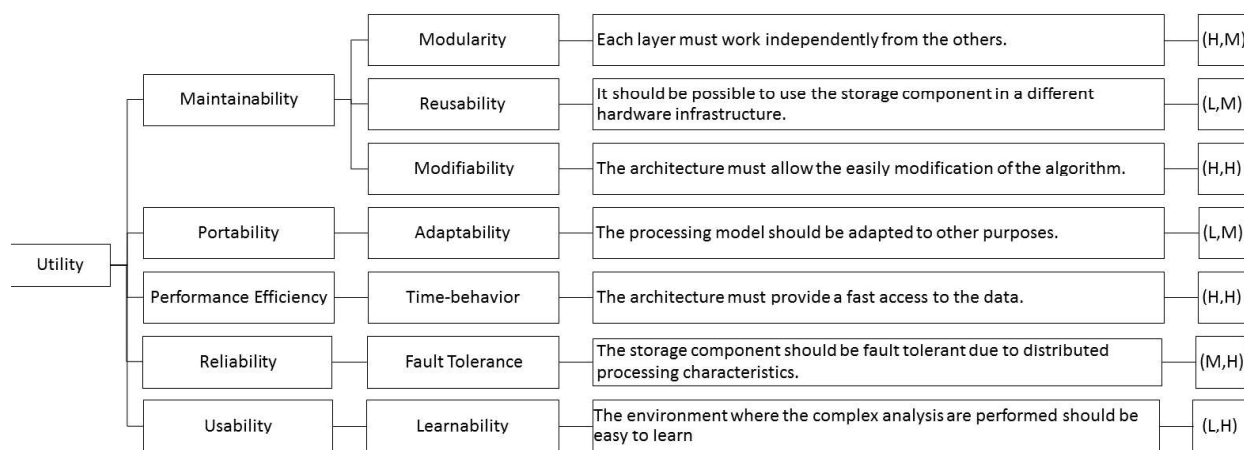 Utility
Maintainability
Modularity
Each layer must work independently from the others.
(H,M)
Reusability
It should be possible to use the storage component in a different
hardware infrastructure.
(L,M)
Modifiability
The architecture must allow the easily modification of the algorithm.
(H,H)
Portability
Adaptability
The processing model should be adapted to other purposes.
(L,M)
Performance Efficiency
Time-behavior
The architecture must provide a fast access to the data.
(H,H)
Reliability
Fault Tolerance
The storage component should be fault tolerant due to distributed
processing characteristics.
(M,H)
Usability
Learnability
The environment where the complex analysis are performed should be
easy to learn
(L,H)